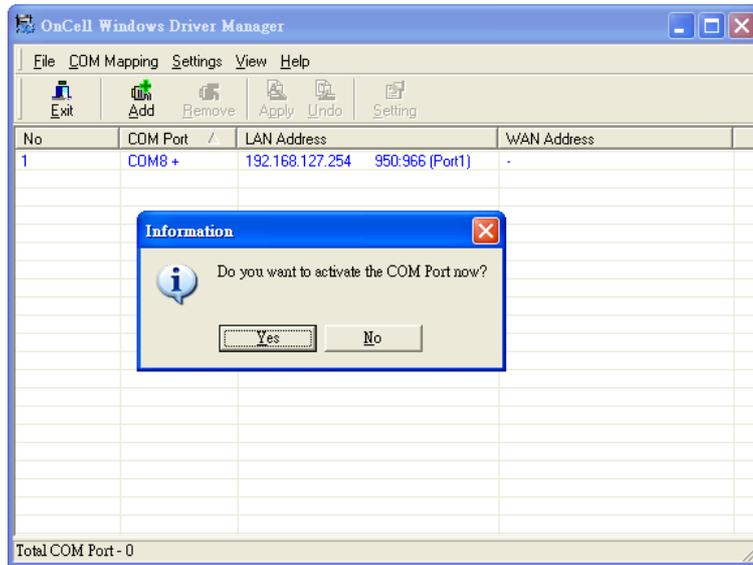 OnCell Windows Driver Manager
File COM Mapping Settings View Help
Exit Add Remove Apply Undo Setting
No COM Port LAN Address WAN Address
1 COM8 + 192.168.127.254 950:966 (Port1) -
Information
Do you want to activate the COM Port now?
Yes No
Total COM Port - 0